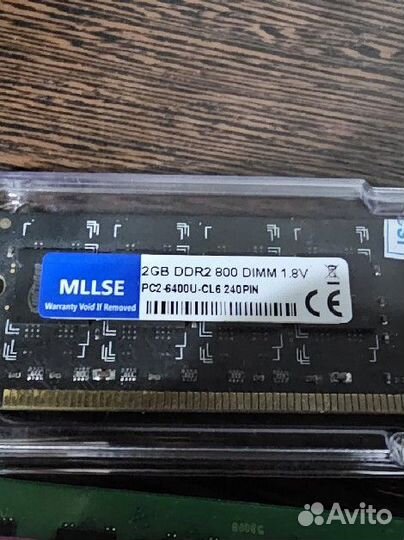 MLLSE
Warranty Void If Removed
2GB DDR2 800 DIMM 1.8V
PC2-6400U-CL6 240PIN
CE
Avito